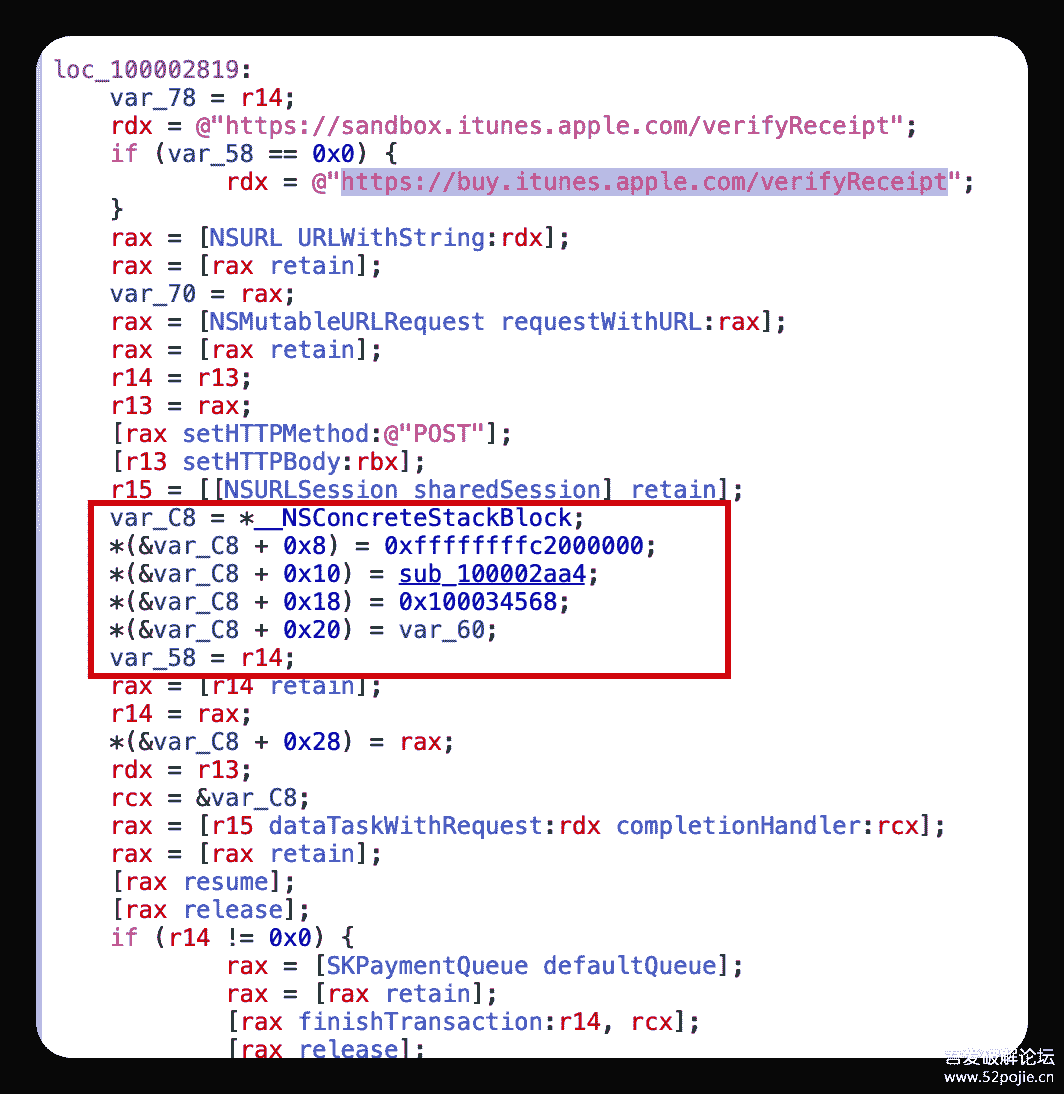 loc_100002819:
var_78 = r14;
rdx = @"https://sandbox.itunes.apple.com/verifyReceipt";
if (var_58 == 0x0) {
rdx = @"https://buy.itunes.apple.com/verifyReceipt";
}
rax = [NSURL URLWithString:rdx];
rax = [rax retain];
var_70 = rax;
rax = [NSMutableURLRequest requestWithURL:rax];
rax = [rax retain];
r14 = r13;
r13 = rax;
[rax setHTTPMethod:@"POST"];
[r13 setHTTPBody:rbx];
r15 = [[NSURLSession sharedSession] retain];
var_C8 = *__NSConcreteStackBlock;
*(&var_C8 + 0x8) = 0xffffffffc2000000;
*(&var_C8 + 0x10) = sub_100002aa4;
*(&var_C8 + 0x18) = 0x100034568;
*(&var_C8 + 0x20) = var_60;
var_58 = r14;
rax = [r14 retain];
r14 = rax;
*(&var_C8 + 0x28) = rax;
rdx = r13;
rcx = &var_C8;
rax = [r15 dataTaskWithRequest:rdx completionHandler:rcx];
rax = [rax retain];
[rax resume];
[rax release];
if (r14 != 0x0) {
rax = [SKPaymentQueue defaultQueue];
rax = [rax retain];
[rax finishTransaction:r14, rcx];
[rax release];
吾爱破解论坛
www.52pojie.cn